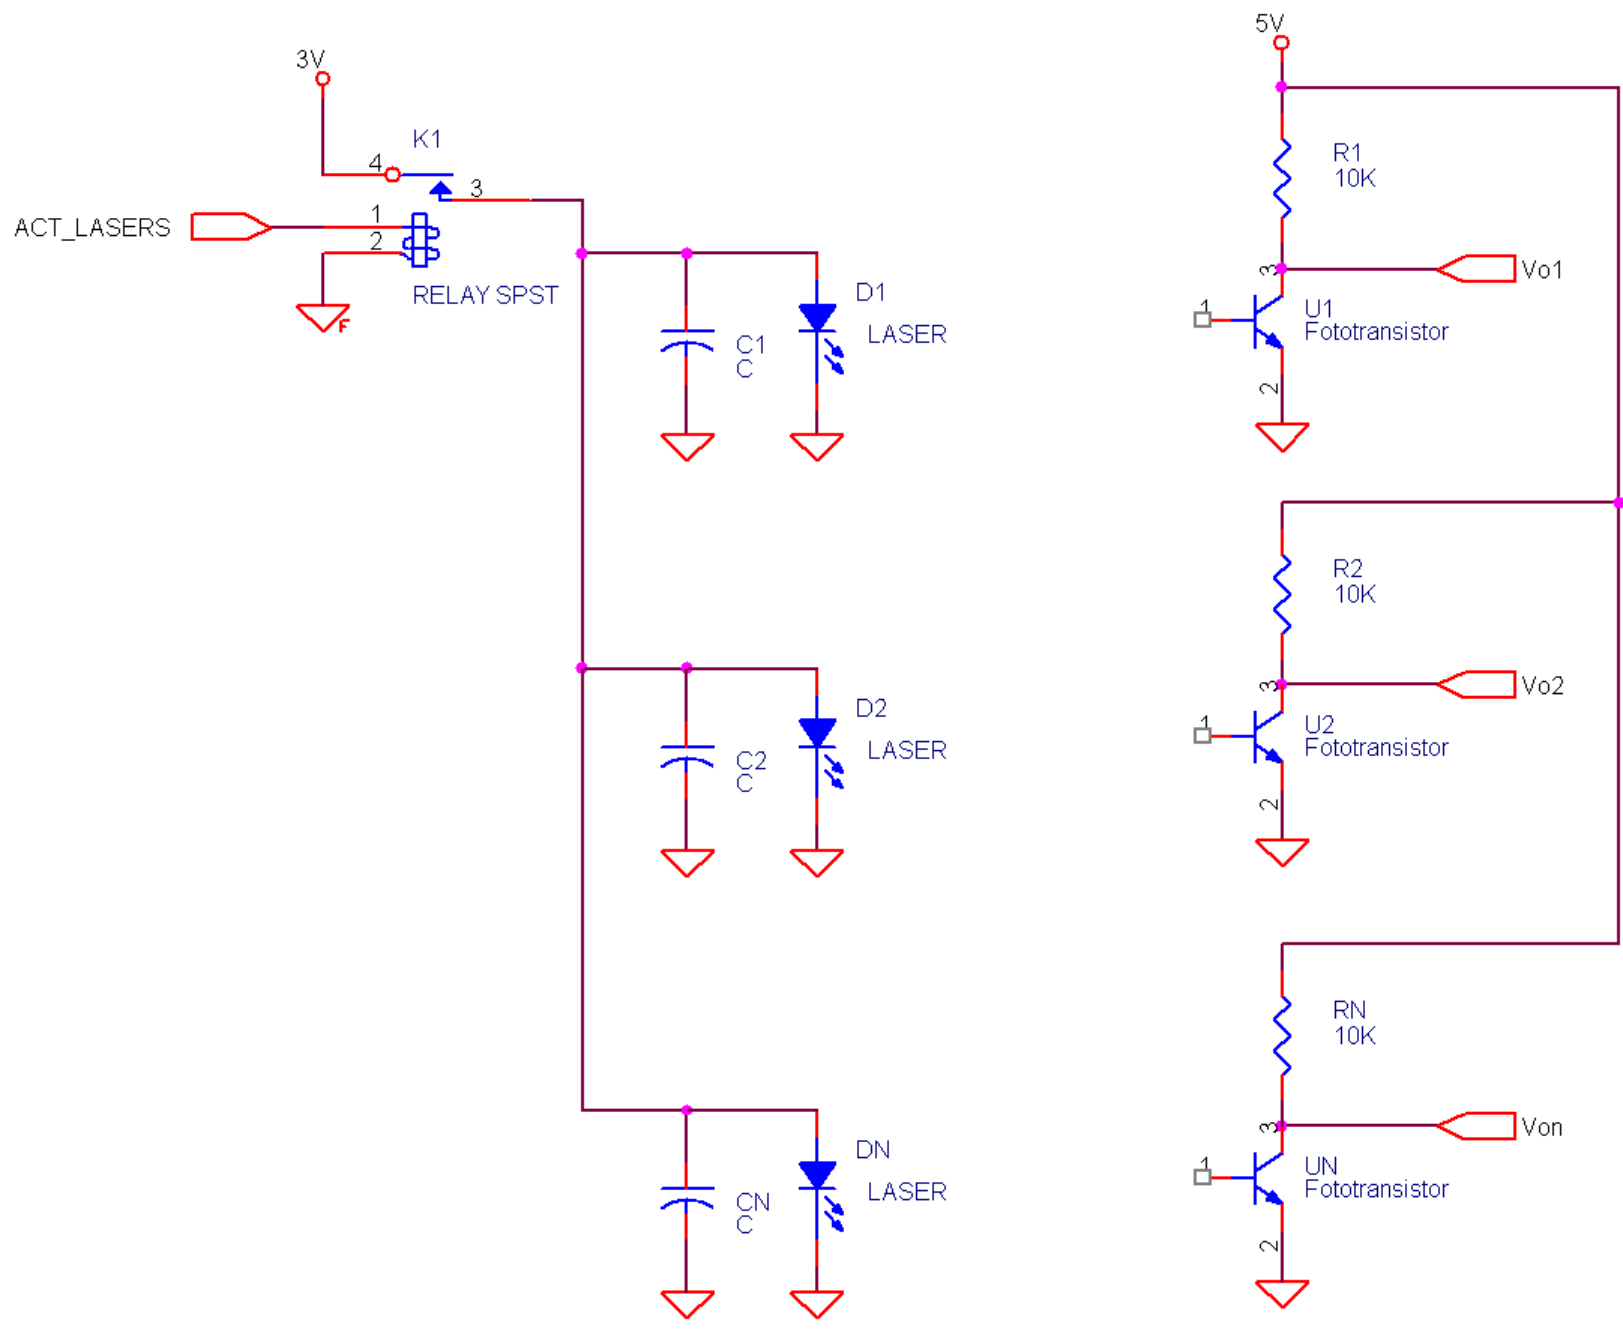 5V
3V
K1
4
3
ACT_LASERS
1
2
RELAY SPST
F
R1
10K
3
Vo1
1
U1
Fototransistor
2
D1
LASER
C1
C
R2
10K
3
Vo2
1
U2
Fototransistor
2
D2
LASER
C2
C
RN
10K
3
Von
1
UN
Fototransistor
2
DN
LASER
CN
C